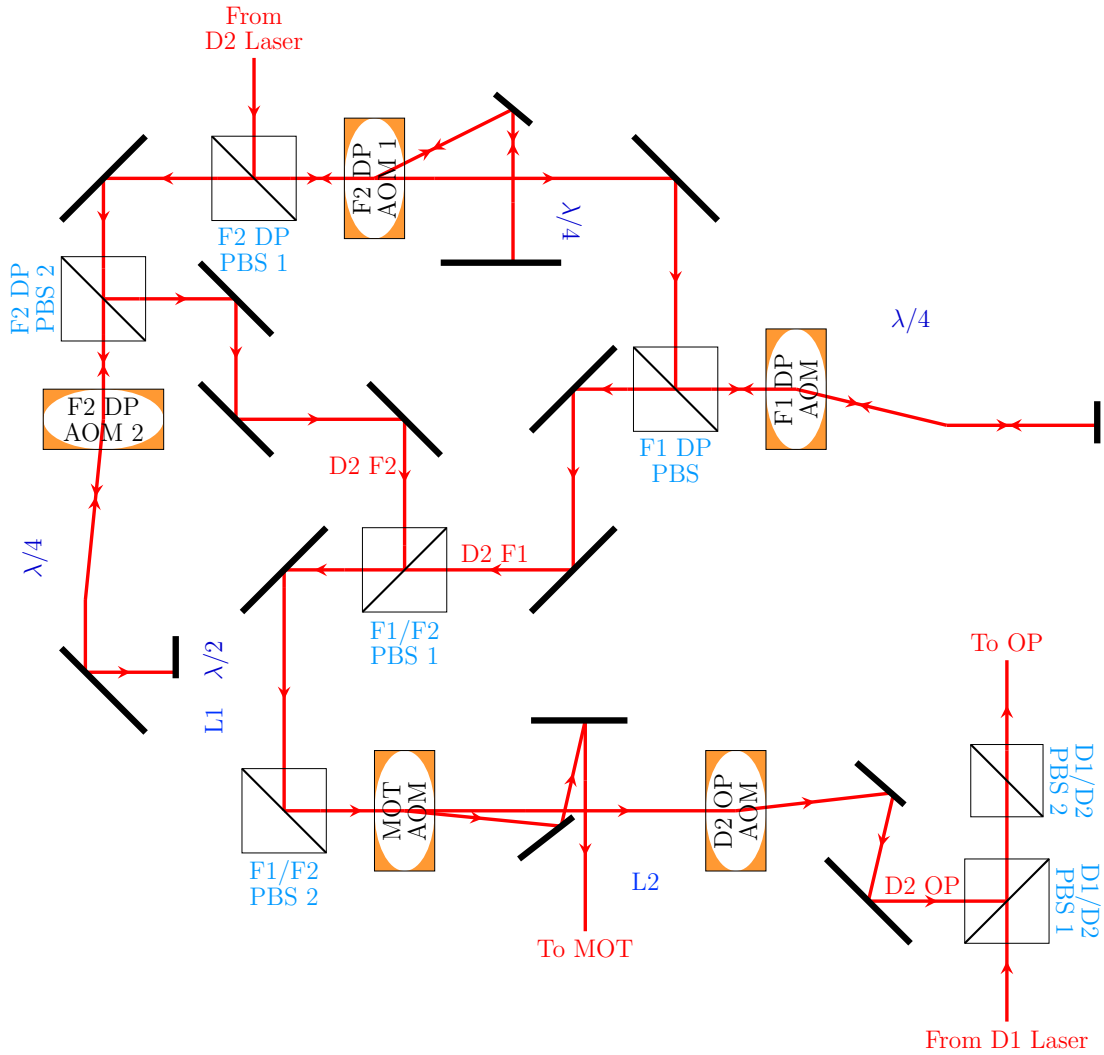 From
D2 Laser
F2 DP
AOM 1
λ/4
F2 DP
PBS 1
F2 DP
PBS 2
λ/4
F1 DP
AOM
F2 DP
AOM 2
F1 DP
PBS
D2 F2
D2 F1
λ/4
F1/F2
PBS 1
λ/2
To OP
L1
D1/D2
PBS 2
MOT
AOM
D2 OP
AOM
F1/F2
PBS 2
L2
D2 OP
D1/D2
PBS 1
To MOT
From D1 Laser